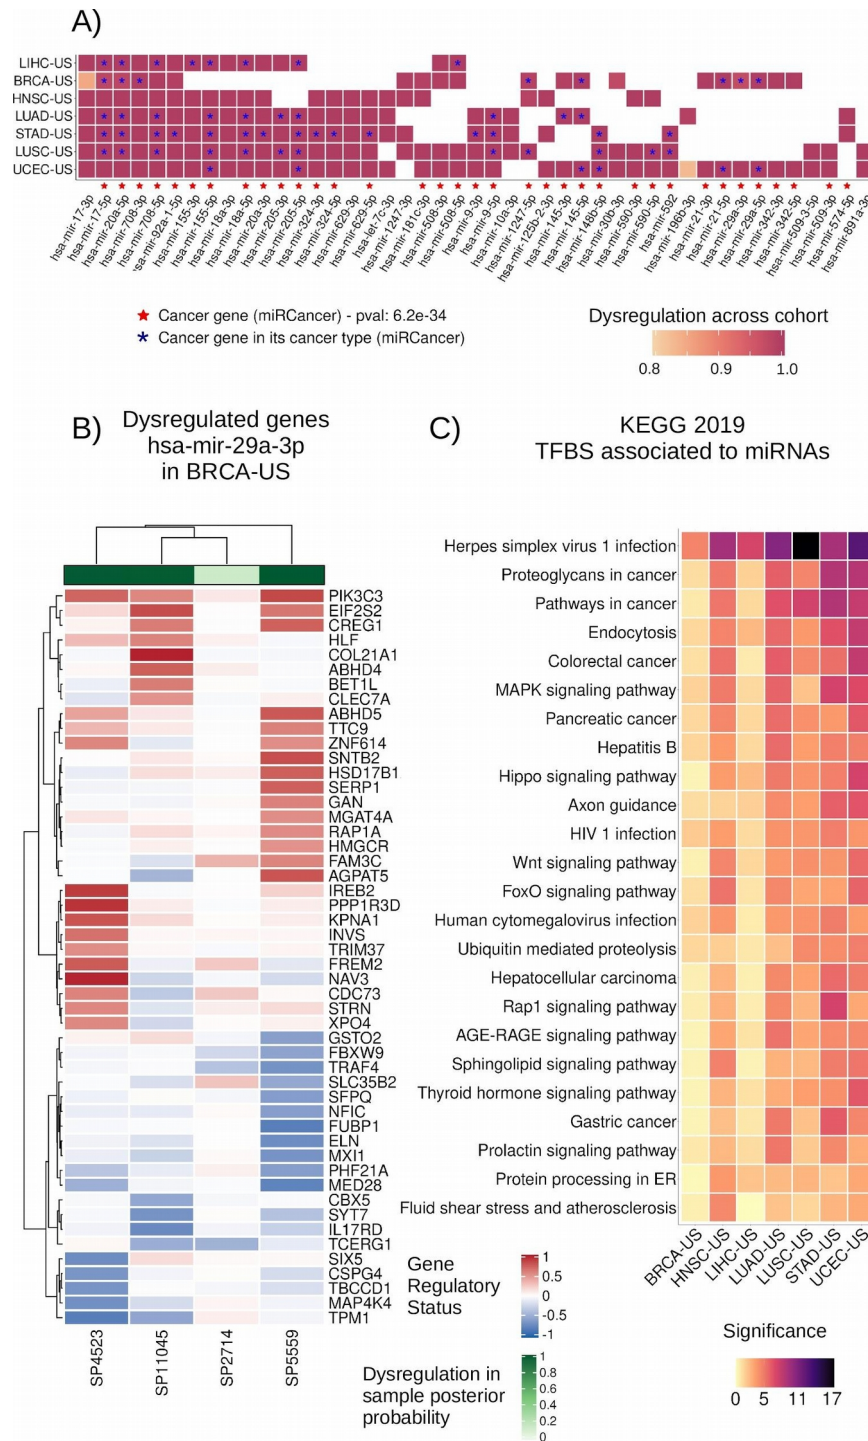 A)
LIHC-US
BRCA-US
HNSC-US
LUAD-US
STAD-US
LUSC-US
UCEC-US
hsa-mir-17-3p
hsa-mir-17-5p
hsa-mir-20a-5p
hsa-mir-708-3p
hsa-mir-708-5p
hsa-mir-92a-1-5p
hsa-mir-155-3p
hsa-mir-155-5p
hsa-mir-18a-3p
hsa-mir-18a-5p
hsa-mir-20a-3p
hsa-mir-205-3p
hsa-mir-205-5p
hsa-mir-324-3p
hsa-mir-324-5p
hsa-mir-629-3p
hsa-mir-629-5p
hsa-let-7c-3p
hsa-mir-1247-3p
hsa-mir-181c-3p
hsa-mir-508-3p
hsa-mir-508-5p
hsa-mir-9-3p
hsa-mir-9-5p
hsa-mir-10a-3p
hsa-mir-1247-5p
hsa-mir-125b-2-3p
hsa-mir-145-3p
hsa-mir-145-5p
hsa-mir-148b-5p
hsa-mir-30b-3p
hsa-mir-590-3p
hsa-mir-590-5p
hsa-mir-592
hsa-mir-196b-3p
hsa-mir-21-3p
hsa-mir-21-5p
hsa-mir-29a-3p
hsa-mir-29a-5p
hsa-mir-342-3p
hsa-mir-342-5p
hsa-mir-509-3-5p
hsa-mir-509-3p
hsa-mir-574-5p
hsa-mir-891a-3p
★ Cancer gene (miRCancer) - pval: 6.2e-34
* Cancer gene in its cancer type (miRCancer)
Dysregulation across cohort
0.8 0.9 1.0
B) Dysregulated genes
hsa-mir-29a-3p
in BRCA-US
PIK3C3
EIF2S2
CREG1
HLF
COL21A1
ABHD4
BET1L
CLEC7A
ABHD5
TTC9
ZNF614
SNTB2
HSD17B1
SERP1
GAN
MGAT4A
RAP1A
HMGCR
FAM3C
AGPAT5
IREB2
PPP1R3D
KPNA1
INVS
TRIM37
FREM2
NAV3
CDC73
STRN
XPO4
GSTO2
FBXW9
TRAF4
SLC35B2
SFPQ
NFIC
FUBP1
ELN
MXI1
PHF21A
MED28
CBX5
SYT7
IL17RD
TCERG1
SIX5
CSPG4
TBCCD1
MAP4K4
TPM1
SP4523
SP11045
SP2714
SP5559
Gene
Regulatory
Status
1
0.5
0
-0.5
-1
Dysregulation in
sample posterior
probability
1
0.8
0.6
0.4
0.2
0
C) KEGG 2019
TFBS associated to miRNAs
Herpes simplex virus 1 infection
Proteoglycans in cancer
Pathways in cancer
Endocytosis
Colorectal cancer
MAPK signaling pathway
Pancreatic cancer
Hepatitis B
Hippo signaling pathway
Axon guidance
HIV 1 infection
Wnt signaling pathway
FoxO signaling pathway
Human cytomegalovirus infection
Ubiquitin mediated proteolysis
Hepatocellular carcinoma
Rap1 signaling pathway
AGE-RAGE signaling pathway
Sphingolipid signaling pathway
Thyroid hormone signaling pathway
Gastric cancer
Prolactin signaling pathway
Protein processing in ER
Fluid shear stress and atherosclerosis
BRCA-US
HNSC-US
LIHC-US
LUAD-US
LUSC-US
STAD-US
UCEC-US
Significance
0 5 11 17